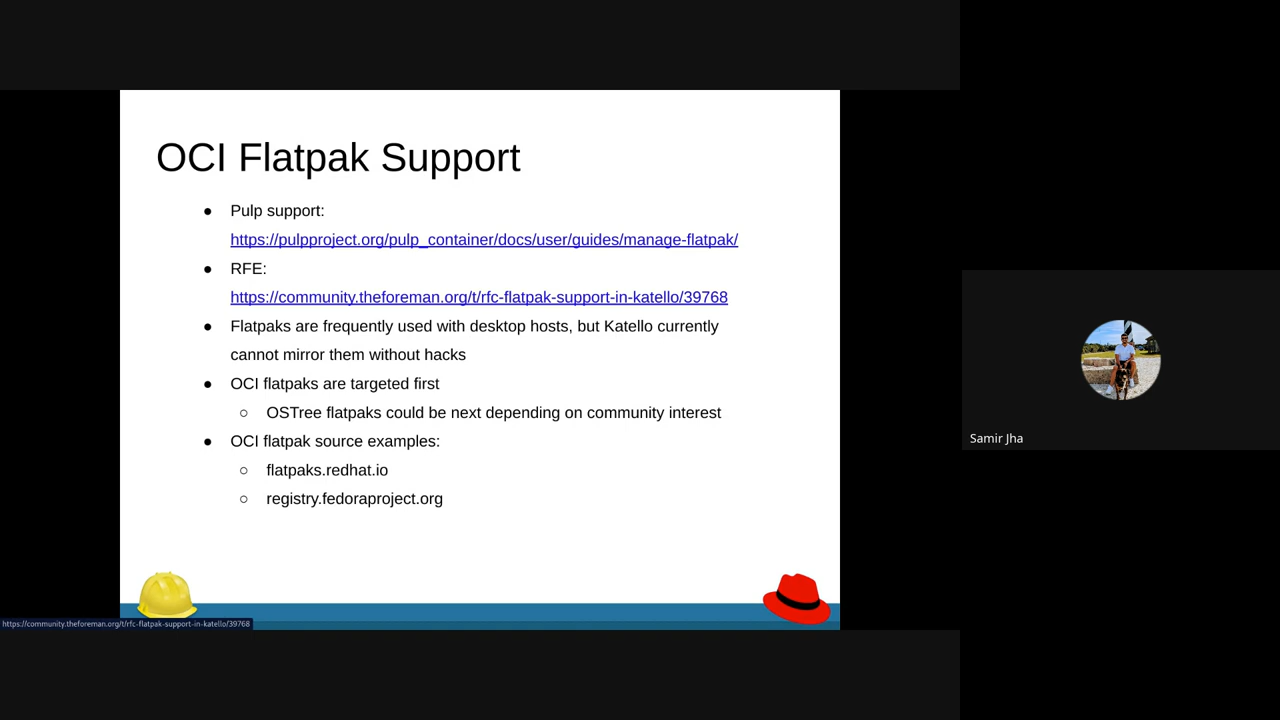 OCI Flatpak Support
● Pulp support:
https://pulpproject.org/pulp_container/docs/user/guides/manage-flatpak/
● RFE:
https://community.theforeman.org/t/rfc-flatpak-support-in-katello/39768
● Flatpaks are frequently used with desktop hosts, but Katello currently
cannot mirror them without hacks
● OCI flatpaks are targeted first
○ OSTree flatpaks could be next depending on community interest
● OCI flatpak source examples:
○ flatpaks.redhat.io
○ registry.fedoraproject.org
https://community.theforeman.org/t/rfc-flatpak-support-in-katello/39768
Samir Jha